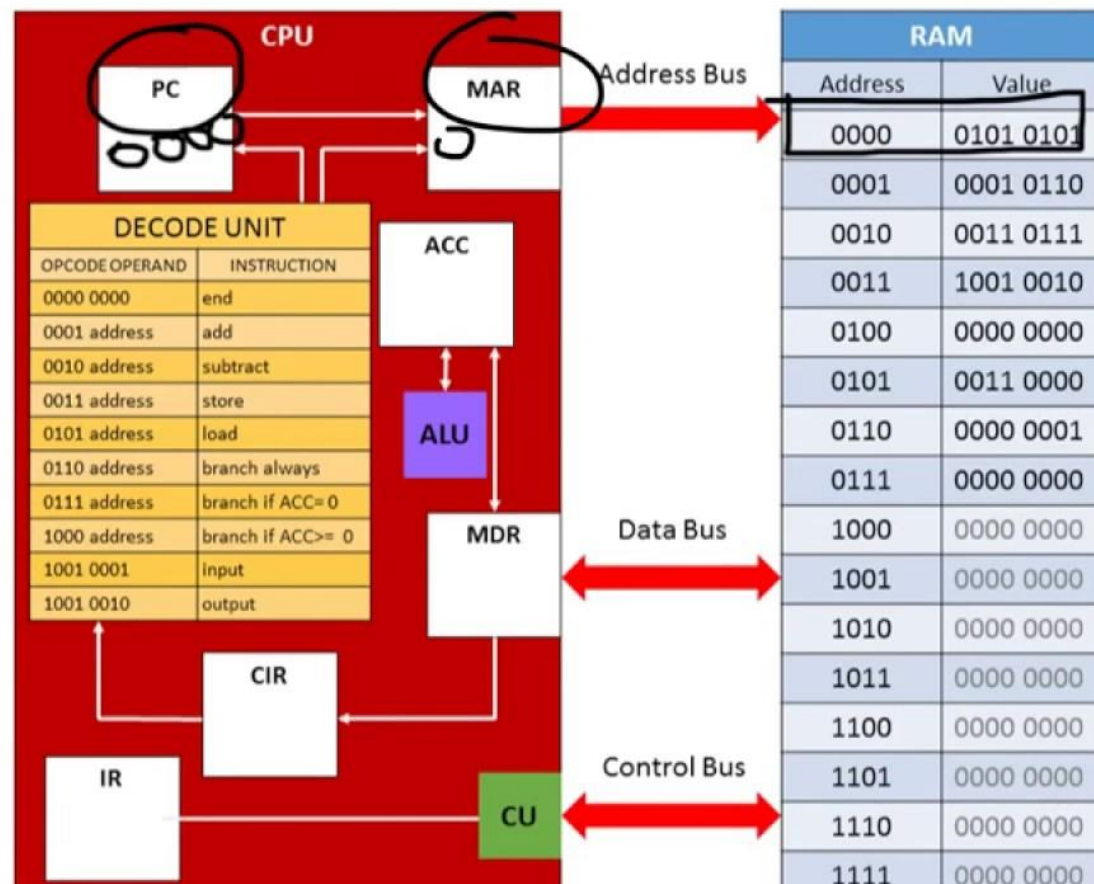 CPU
PC
0000
MAR
0
DECODE UNIT
OPCODE OPERAND INSTRUCTION
0000 0000 end
0001 address add
0010 address subtract
0011 address store
0101 address load
0110 address branch always
0111 address branch if ACC= 0
1000 address branch if ACC>= 0
1001 0001 input
1001 0010 output
ACC
ALU
MDR
CIR
IR
CU
Address Bus
Data Bus
Control Bus
RAM
Address Value
0000 0101 0101
0001 0001 0110
0010 0011 0111
0011 1001 0010
0100 0000 0000
0101 0011 0000
0110 0000 0001
0111 0000 0000
1000 0000 0000
1001 0000 0000
1010 0000 0000
1011 0000 0000
1100 0000 0000
1101 0000 0000
1110 0000 0000
1111 0000 0000